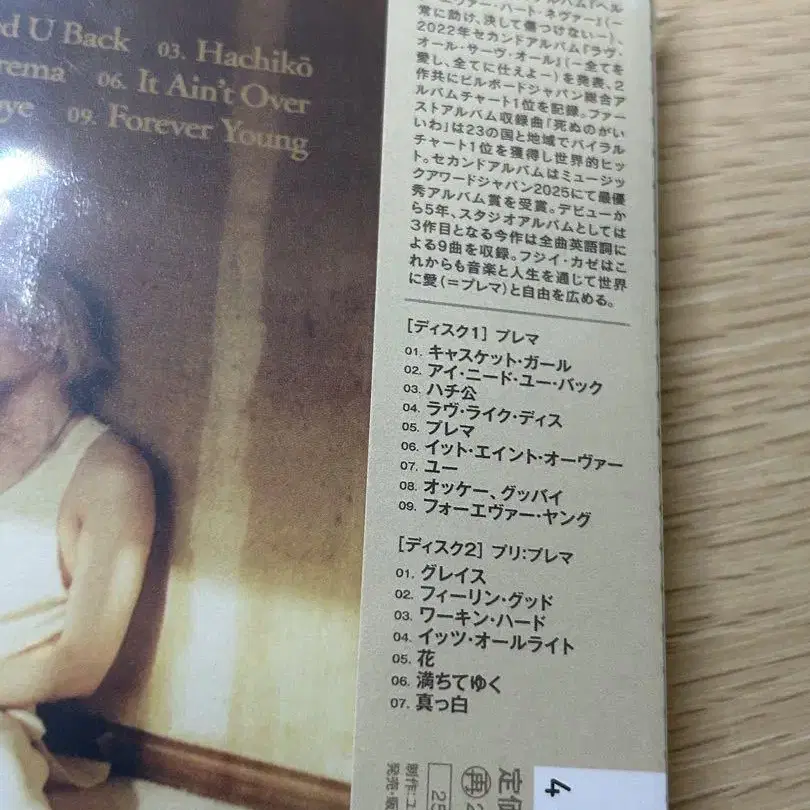 ed U Back 03. Hachikō
rema 06. It Ain't Over
ye 09. Forever Young
常に助け、決して傷つけないー)、
2022年セカンドアルバム『ラヴ・
オール・サーヴ・オール』(ー全てを
愛し、全てに仕えよー)を発表、2
作共にビルボードジャパン総合ア
ルバムチャート1位を記録。ファー
ストアルバム収録曲「死ぬのがい
いわ」は23の国と地域でバイラル
チャート1位を獲得し世界的ヒッ
ト。セカンドアルバムはミュージッ
クアワードジャパン2025にて最優
秀アルバム賞を受賞。デビューか
ら5年、スタジオアルバムとしては
3作目となる今作は全曲英語詞に
よる9曲を収録。フジイ・カゼはこ
れからも音楽と人生を通じて世界
に愛(=プレマ)と自由を広める。
[ディスク1] プレマ
01. キャスケット・ガール
02. アイ・ニード・ユー・バック
03. ハチ公
04. ラヴ・ライク・ディス
05. プレマ
06. イット・エイント・オーヴァー
07. ユー
08. オッケー、グッバイ
09. フォーエヴァー・ヤング
[ディスク2] プリ:プレマ
01. グレイス
02. フィーリン・グッド
03. ワーキン・ハード
04. イッツ・オールライト
05. 花
06. 満ちてゆく
07. 真っ白
定価
再
25
4